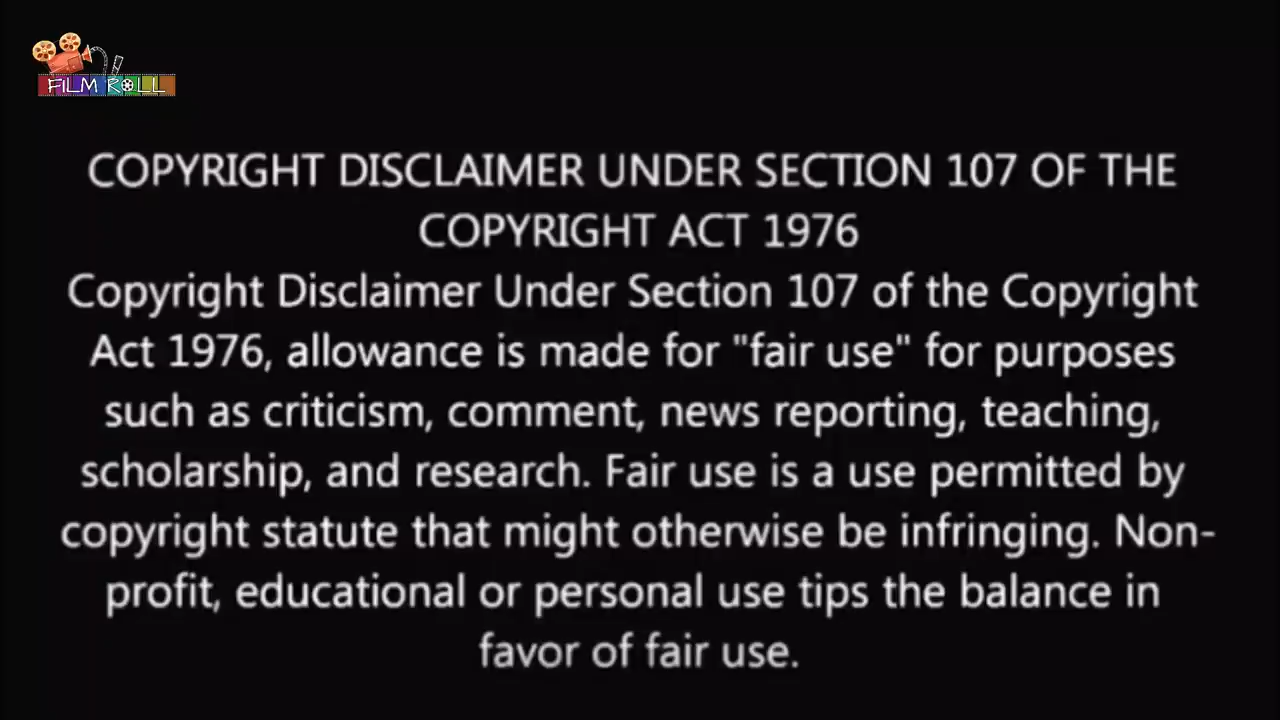 FILM ROLL
COPYRIGHT DISCLAIMER UNDER SECTION 107 OF THE
COPYRIGHT ACT 1976
Copyright Disclaimer Under Section 107 of the Copyright
Act 1976, allowance is made for "fair use" for purposes
such as criticism, comment, news reporting, teaching,
scholarship, and research. Fair use is a use permitted by
copyright statute that might otherwise be infringing. Non-
profit, educational or personal use tips the balance in
favor of fair use.